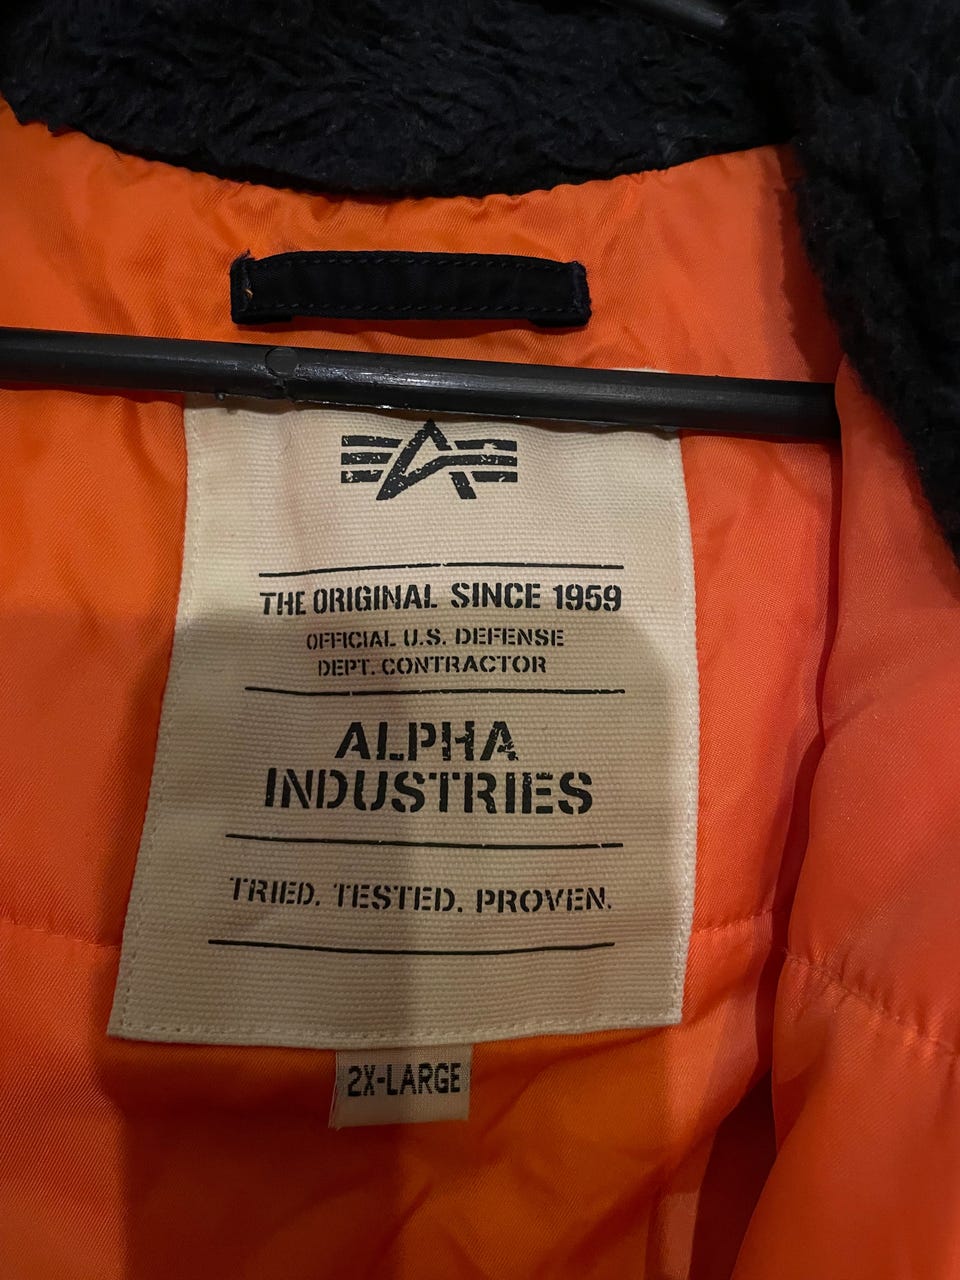 THE ORIGINAL SINCE 1959
OFFICIAL U.S. DEFENSE
DEPT. CONTRACTOR
ALPHA
INDUSTRIES
TRIED. TESTED. PROVEN.
2X-LARGE